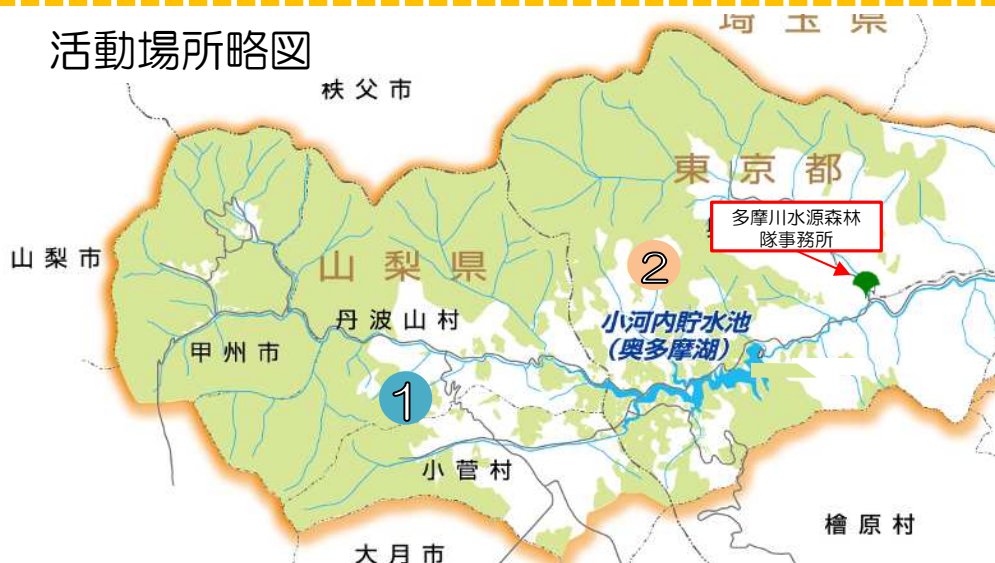 埼玉県
活動場所略図
秩父市
東京都
多摩川水源森林
隊事務所
山梨市
山梨県
2
丹波山村
小河内貯水池
(奥多摩湖)
甲州市
1
小菅村
檜原村
大月市